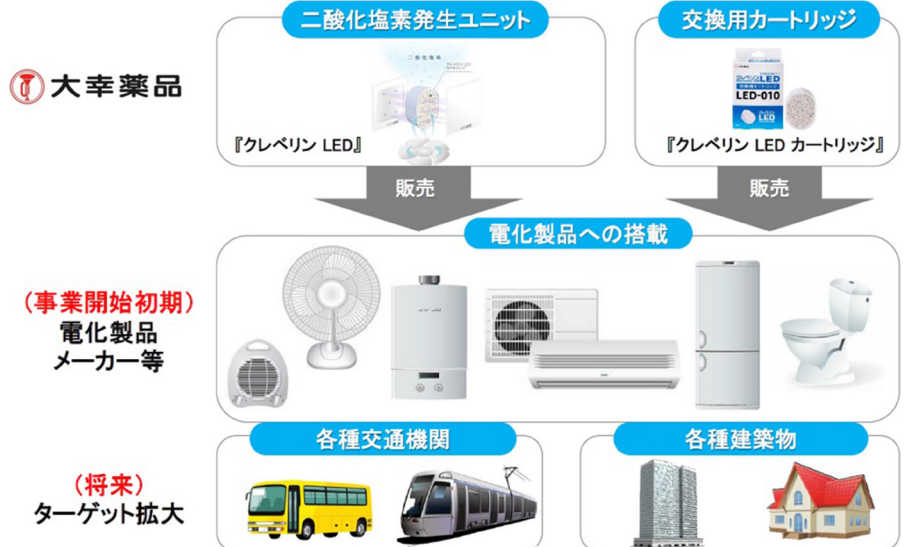 二酸化塩素発生ユニット
交換用カートリッジ
大幸薬品
二酸化塩素
クレベリンLED
LED-010
『クレベリン LED』
『クレベリン LED カートリッジ』
販売
販売
電化製品への搭載
（事業開始初期）
電化製品
メーカー等
各種交通機関
各種建築物
（将来）
ターゲット拡大